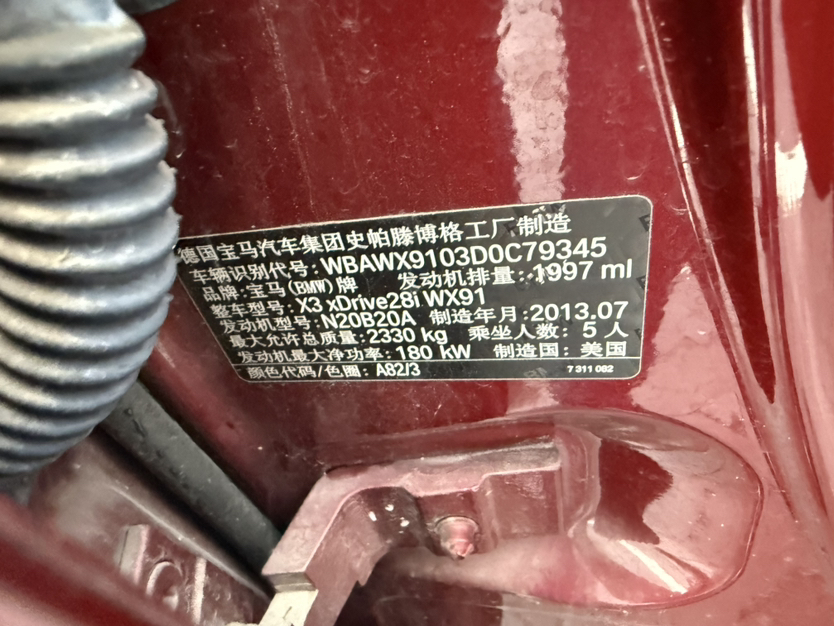 德国宝马汽车集团史帕滕博格工厂制造
车辆识别代号：WBAWX9103D0C79345
品牌：宝马(BMW)牌 发动机排量：1997 ml
整车型号：X3 xDrive28i WX91
发动机型号：N20B20A 制造年月：2013.07
最大允许总质量：2330 kg 乘坐人数：5 人
发动机最大净功率：180 kW 制造国：美国
颜色代码/色圈：A82/3 7 311 082